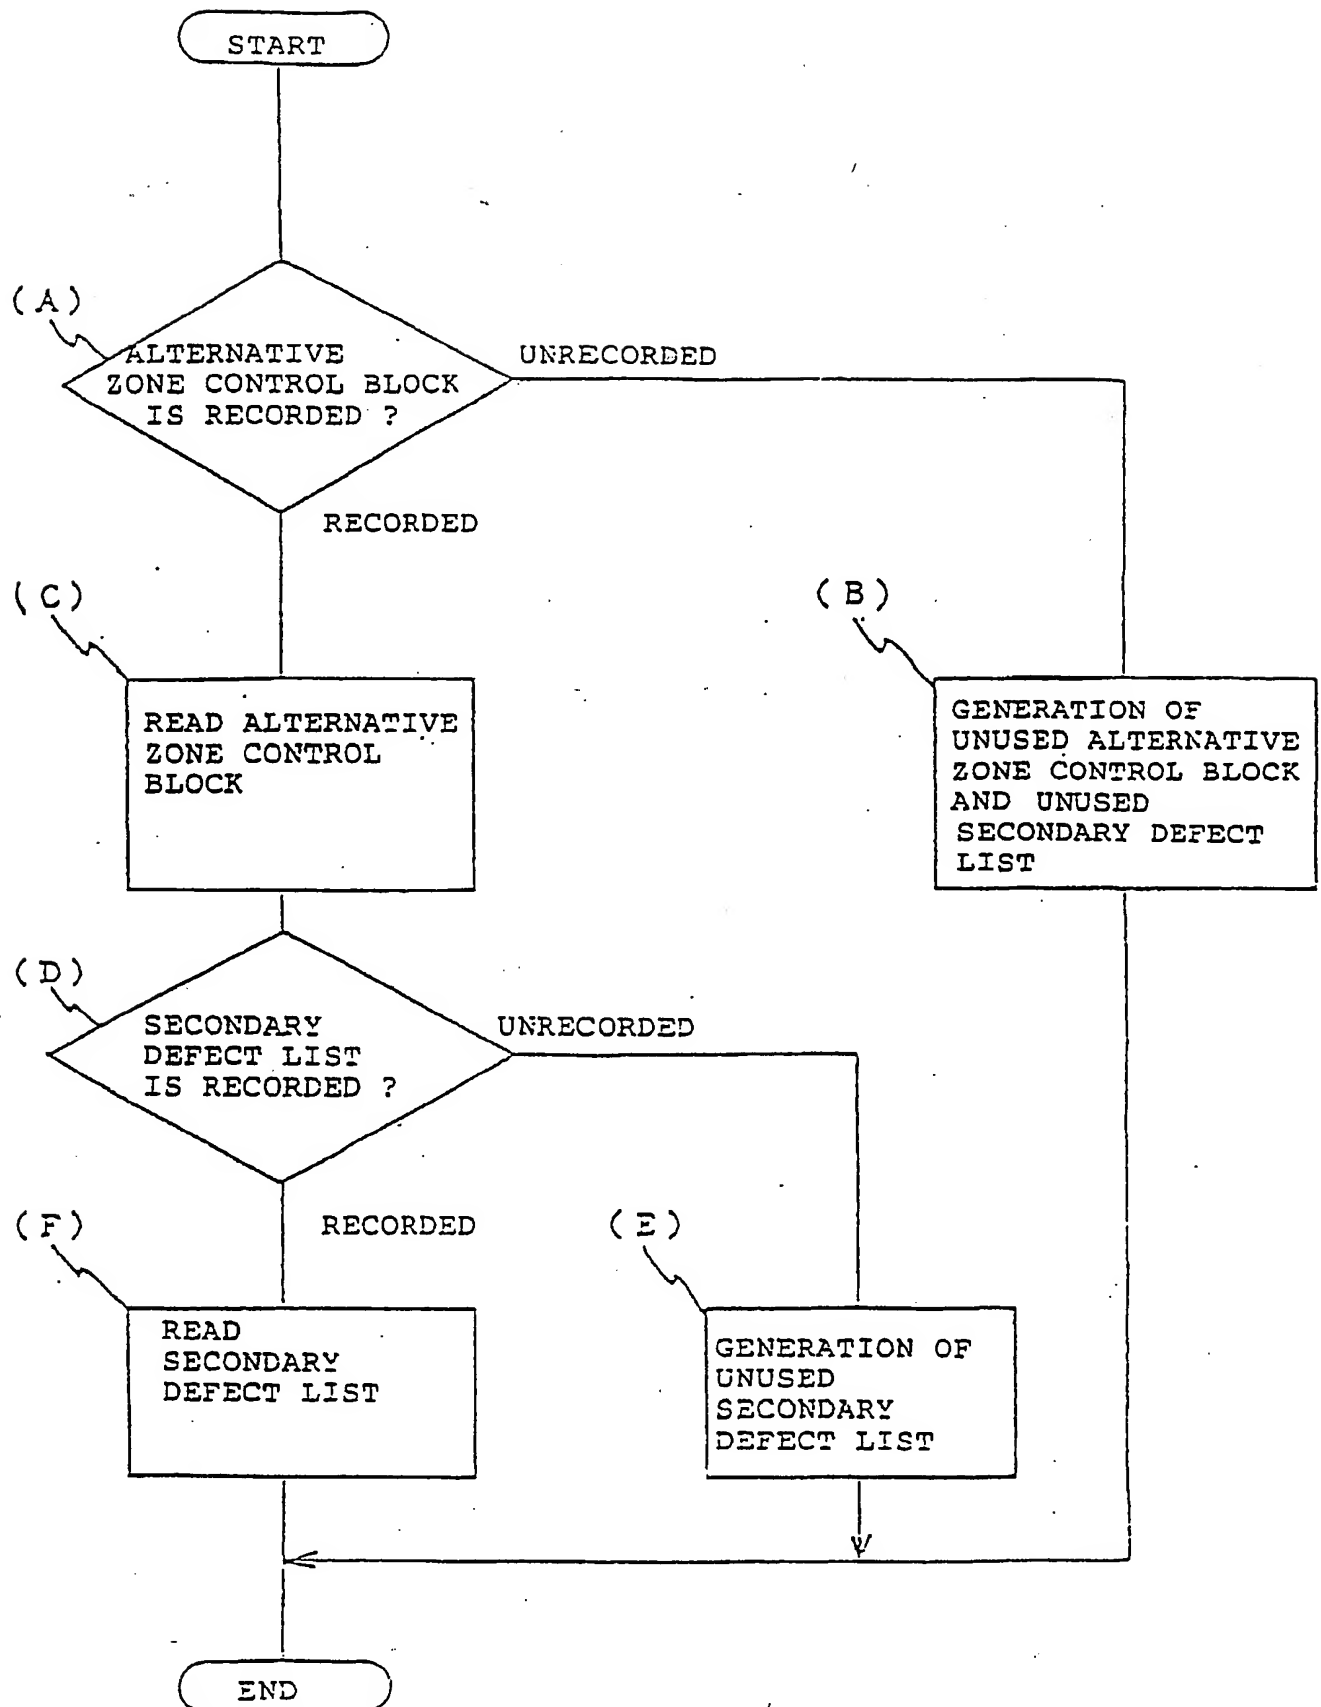 START
(A)
ALTERNATIVE
ZONE CONTROL BLOCK
IS RECORDED ?
UNRECORDED
RECORDED
(C)
READ ALTERNATIVE
ZONE CONTROL
BLOCK
(B)
GENERATION OF
UNUSED ALTERNATIVE
ZONE CONTROL BLOCK
AND UNUSED
SECONDARY DEFECT
LIST
(D)
SECONDARY
DEFECT LIST
IS RECORDED ?
UNRECORDED
RECORDED
(F)
READ
SECONDARY
DEFECT LIST
(E)
GENERATION OF
UNUSED
SECONDARY
DEFECT LIST
END